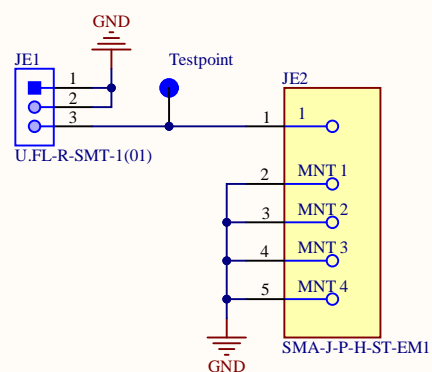 GND
JE1
Testpoint
1
2
3
U.FL-R-SMT-1(01)
JE2
1 1
2 MNT 1
3 MNT 2
4 MNT 3
5 MNT 4
SMA-J-P-H-ST-EM1
GND